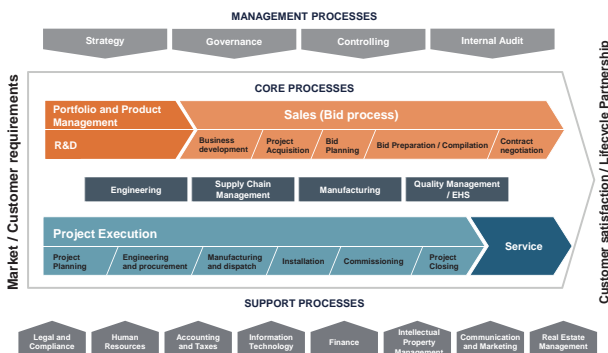 MANAGEMENT PROCESSES
Strategy
Governance
Controlling
Internal Audit
Market / Customer requirements
CORE PROCESSES
Portfolio and Product
Management
R&D
Sales (Bid process)
Business
development
Project
Acquisition
Bid
Planning
Bid Preparation / Compilation
Contract
negotiation
Engineering
Supply Chain
Management
Manufacturing
Quality Management
/ EHS
Project Execution
Project
Planning
Engineering
and procurement
Manufacturing
and dispatch
Installation
Commissioning
Project
Closing
Service
Customer satisfaction / Lifecycle Partnership
SUPPORT PROCESSES
Legal and
Compliance
Human
Resources
Accounting
and Taxes
Information
Technology
Finance
Intellectual
Property
Management
Communication
and Marketing
Real Estate
Management